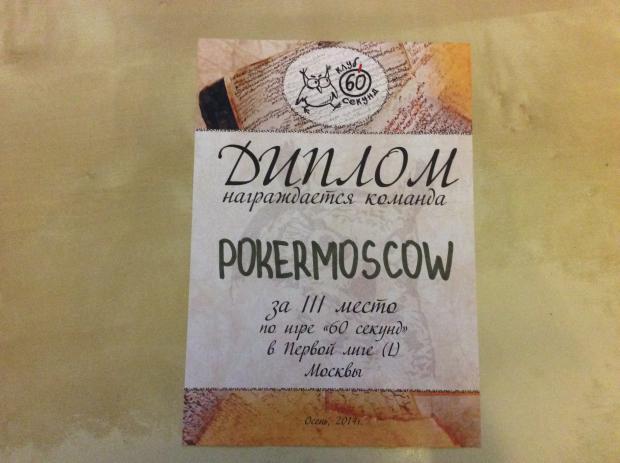 клуб
60
секунд
ДИПЛОМ
награждается команда
POKERMOSCOW
за III место
по игре «60 секунд»
в Первой лиге (L)
Москвы
Осень, 2014г.